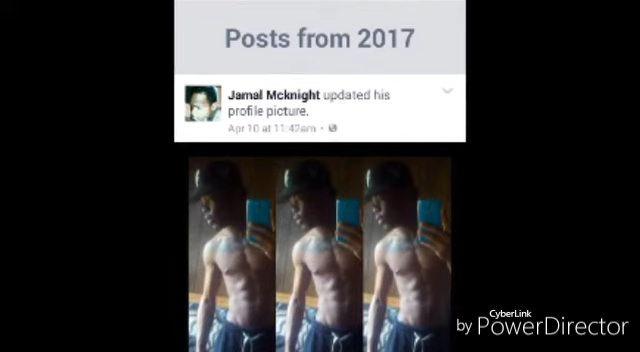 Posts from 2017
Jamal Mcknight updated his
profile picture.
Apr 10 at 11:42am •
CyberLink
by PowerDirector